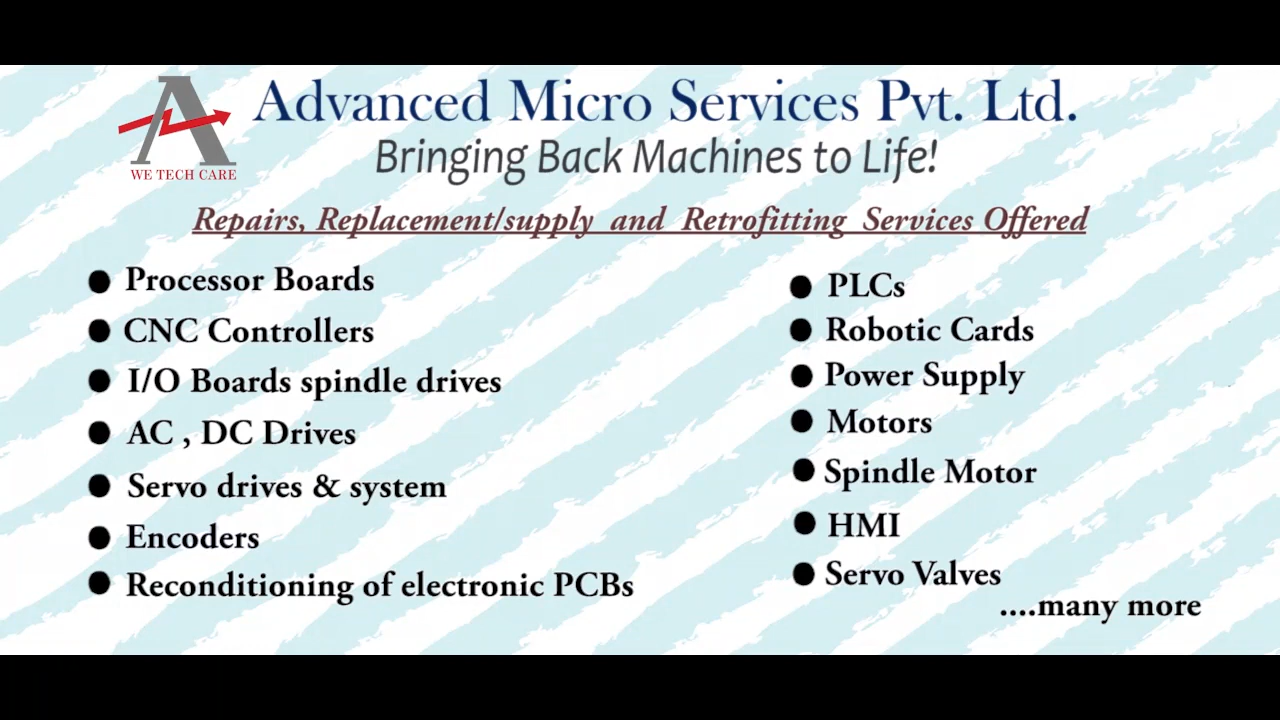 Advanced Micro Services Pvt. Ltd.
WE TECH CARE
Bringing Back Machines to Life!
Repairs, Replacement/supply and Retrofitting Services Offered
● Processor Boards
● CNC Controllers
● I/O Boards spindle drives
● AC , DC Drives
● Servo drives & system
● Encoders
● Reconditioning of electronic PCBs
● PLCs
● Robotic Cards
● Power Supply
● Motors
● Spindle Motor
● HMI
● Servo Valves
....many more